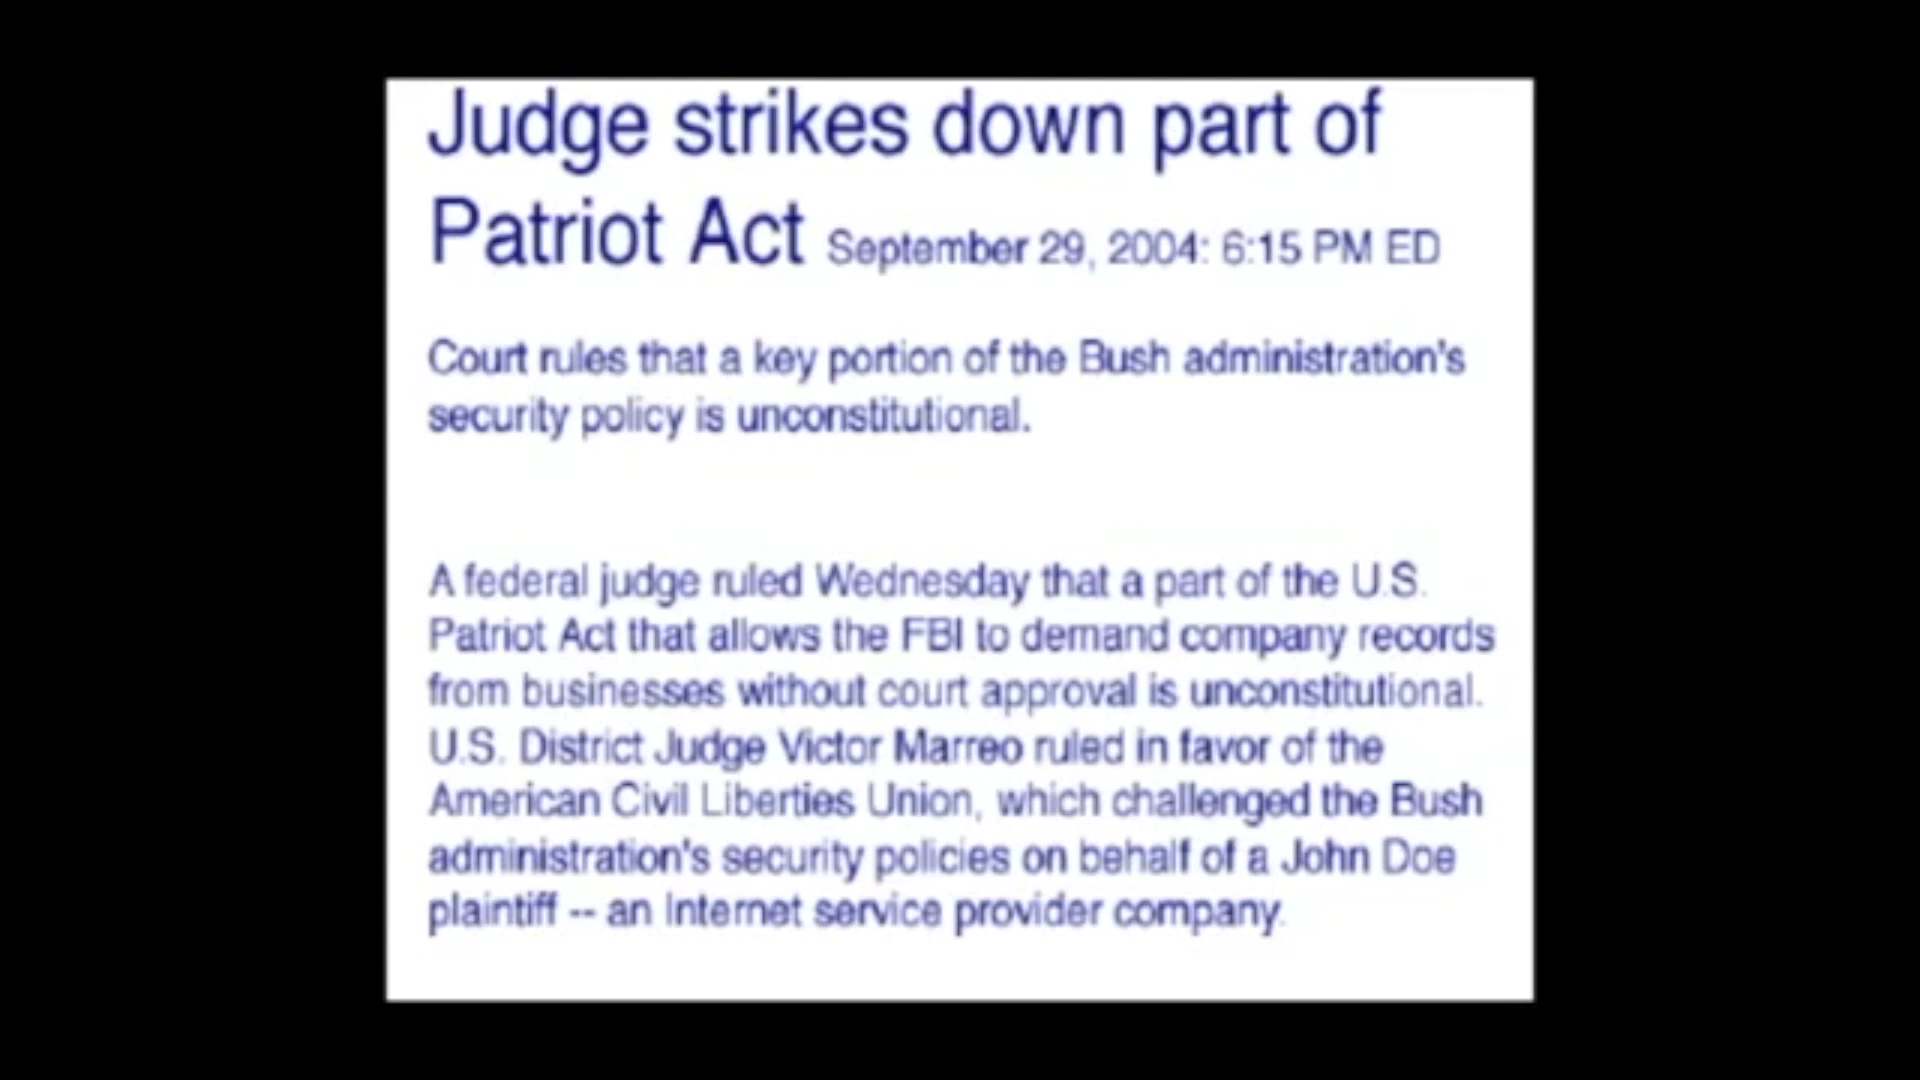 Judge strikes down part of
Patriot Act September 29, 2004: 6:15 PM ED
Court rules that a key portion of the Bush administration's
security policy is unconstitutional.
A federal judge ruled Wednesday that a part of the U.S.
Patriot Act that allows the FBI to demand company records
from businesses without court approval is unconstitutional.
U.S. District Judge Victor Marreo ruled in favor of the
American Civil Liberties Union, which challenged the Bush
administration's security policies on behalf of a John Doe
plaintiff -- an Internet service provider company.